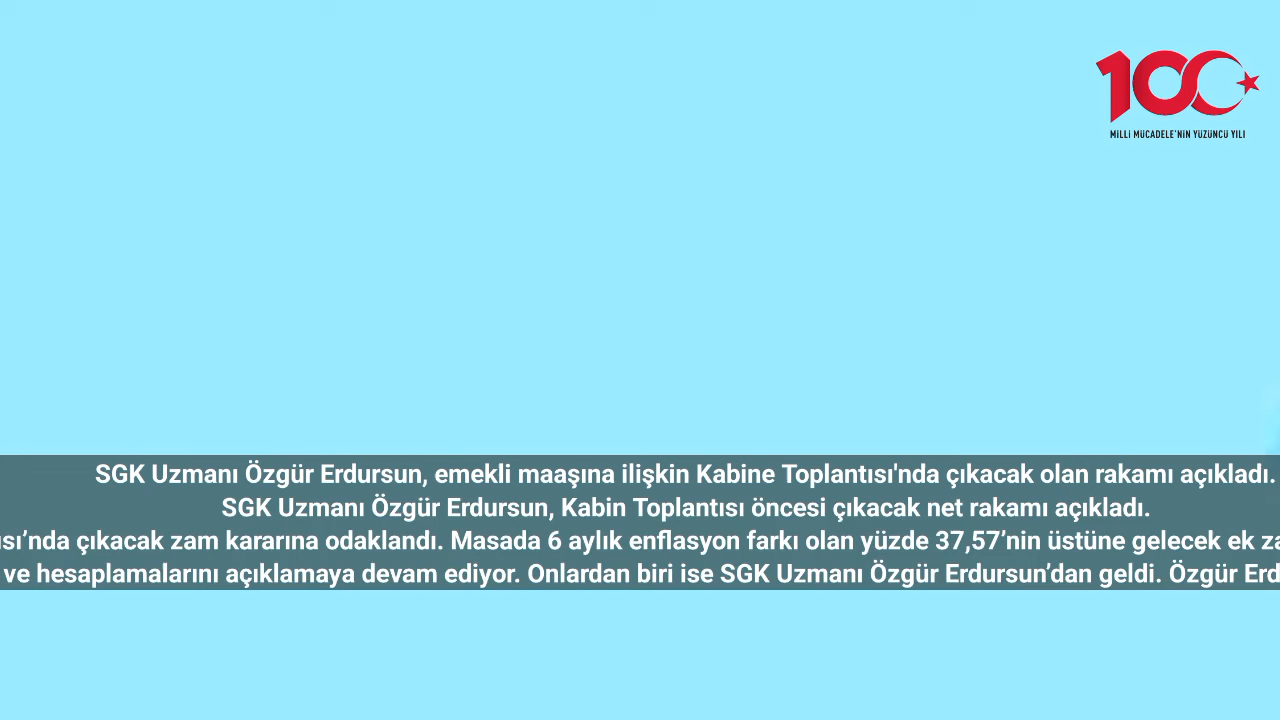 100
MİLLİ MÜCADELE'NİN YÜZÜNCÜ YILI
SGK Uzmanı Özgür Erdursun, emekli maaşına ilişkin Kabine Toplantısı'nda çıkacak olan rakamı açıkladı.
SGK Uzmanı Özgür Erdursun, Kabin Toplantısı öncesi çıkacak net rakamı açıkladı.
çıkacak zam kararına odaklandı. Masada 6 aylık enflasyon farkı olan yüzde 37,57’nin üstüne gelecek ek
ve hesaplamalarını açıklamaya devam ediyor. Onlardan biri ise SGK Uzmanı Özgür Erdursun’dan geldi. Özgür